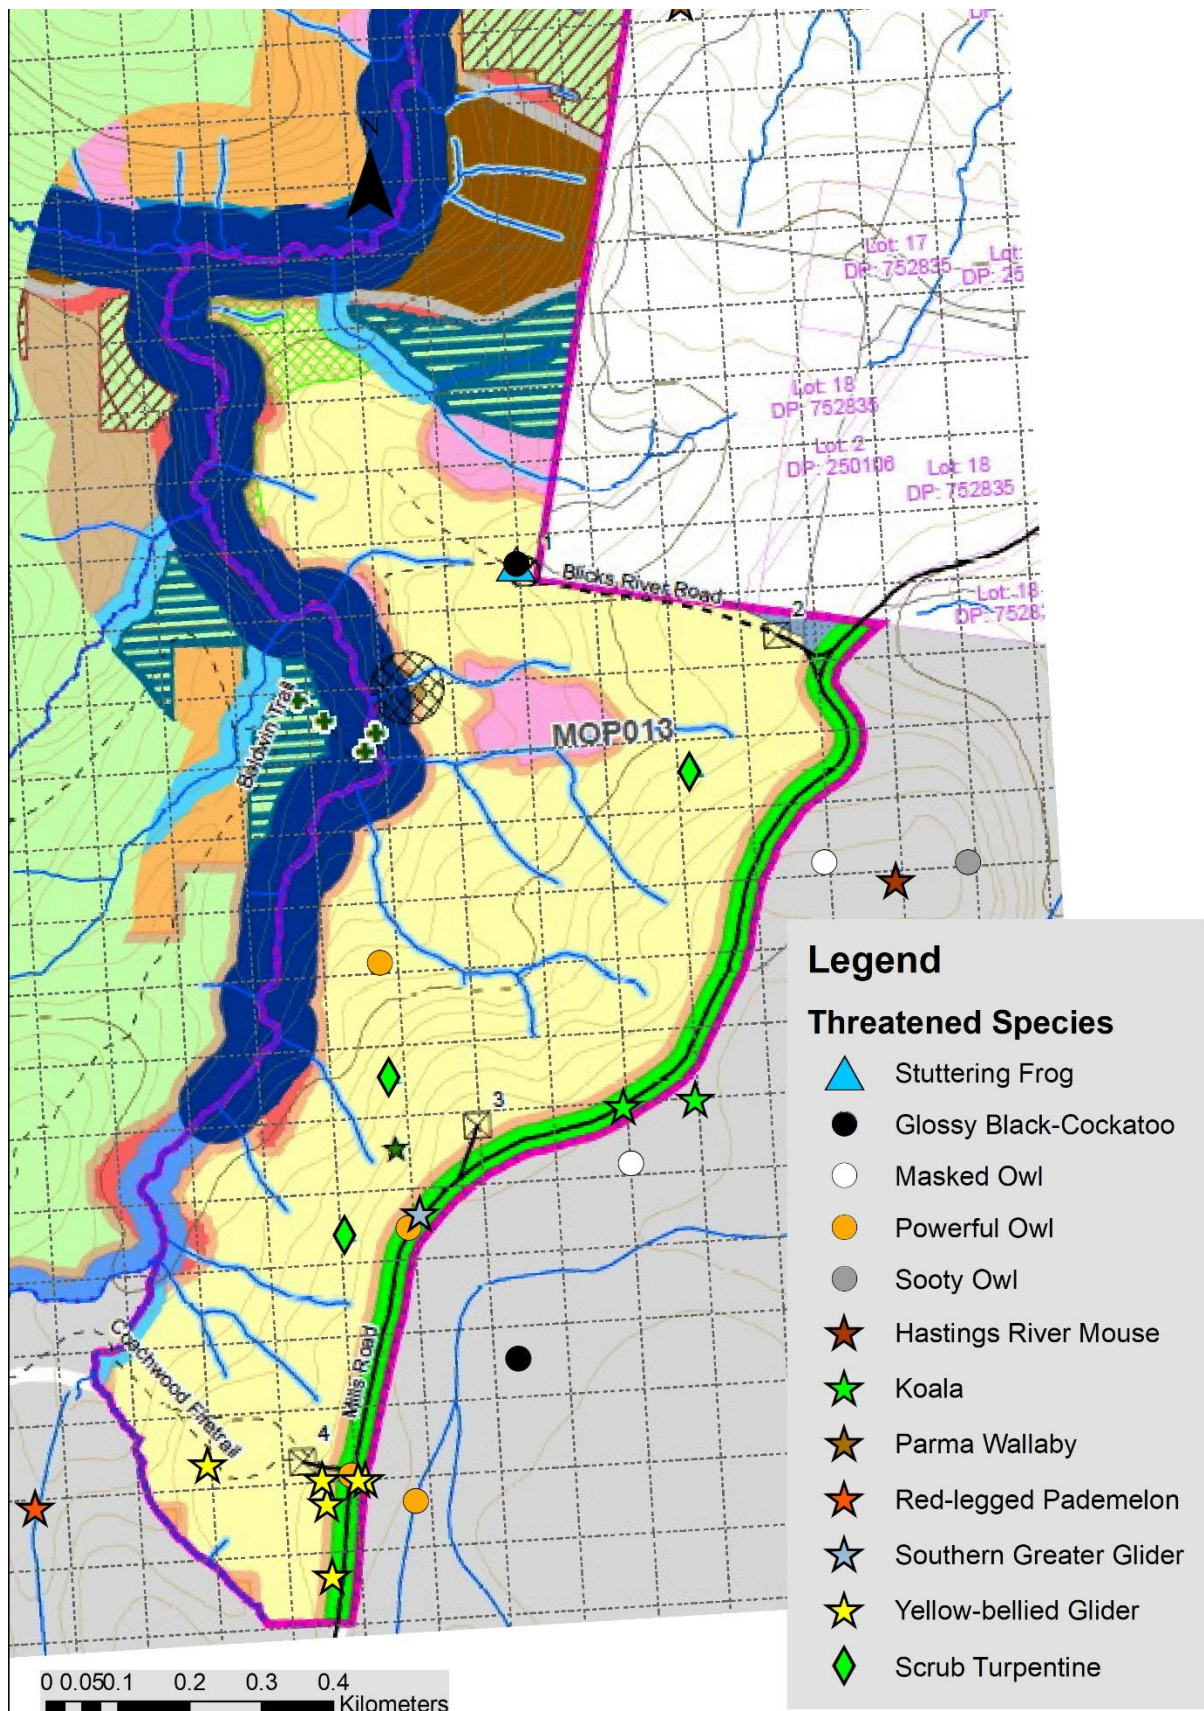 DP:
N
Lot: 17
DP: 752835
Lot:
DP: 25
Lot: 18
DP: 752835
Lot: 2
DP: 250106
Lot: 18
DP: 752835
1
Blicks River Road
2
Lot: 18
DP: 7528
Baldwin Trail
MOP013
3
Coachwood Firetrail
Mills Road
4
Legend
Threatened Species
Stuttering Frog
Glossy Black-Cockatoo
Masked Owl
Powerful Owl
Sooty Owl
Hastings River Mouse
Koala
Parma Wallaby
Red-legged Pademelon
Southern Greater Glider
Yellow-bellied Glider
Scrub Turpentine
0 0.05 0.1 0.2 0.3 0.4
Kilometers